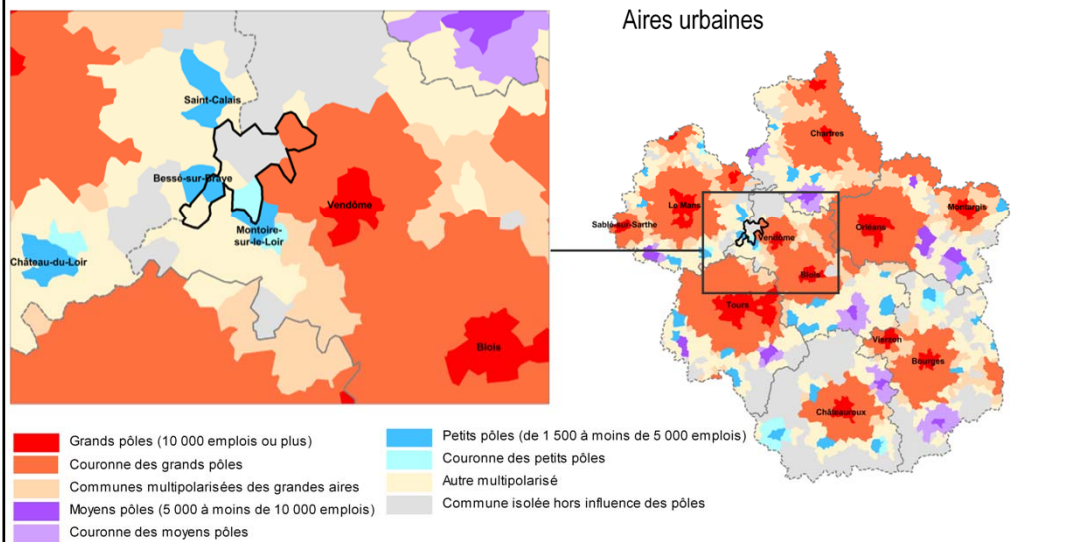 Aires urbaines
Saint-Calais
Bessé-sur-Braye
Vendôme
Montoire-
sur-le-Loir
Château-du-Loir
Blois
Chartres
Le Mans
Sablé-sur-Sarthe
Orléans
Montargis
Vendôme
Blois
Tours
Vierzon
Bourges
Châteauroux
Grands pôles (10 000 emplois ou plus)
Couronne des grands pôles
Communes multipolarisées des grandes aires
Moyens pôles (5 000 à moins de 10 000 emplois)
Couronne des moyens pôles
Petits pôles (de 1 500 à moins de 5 000 emplois)
Couronne des petits pôles
Autre multipolarisé
Commune isolée hors influence des pôles